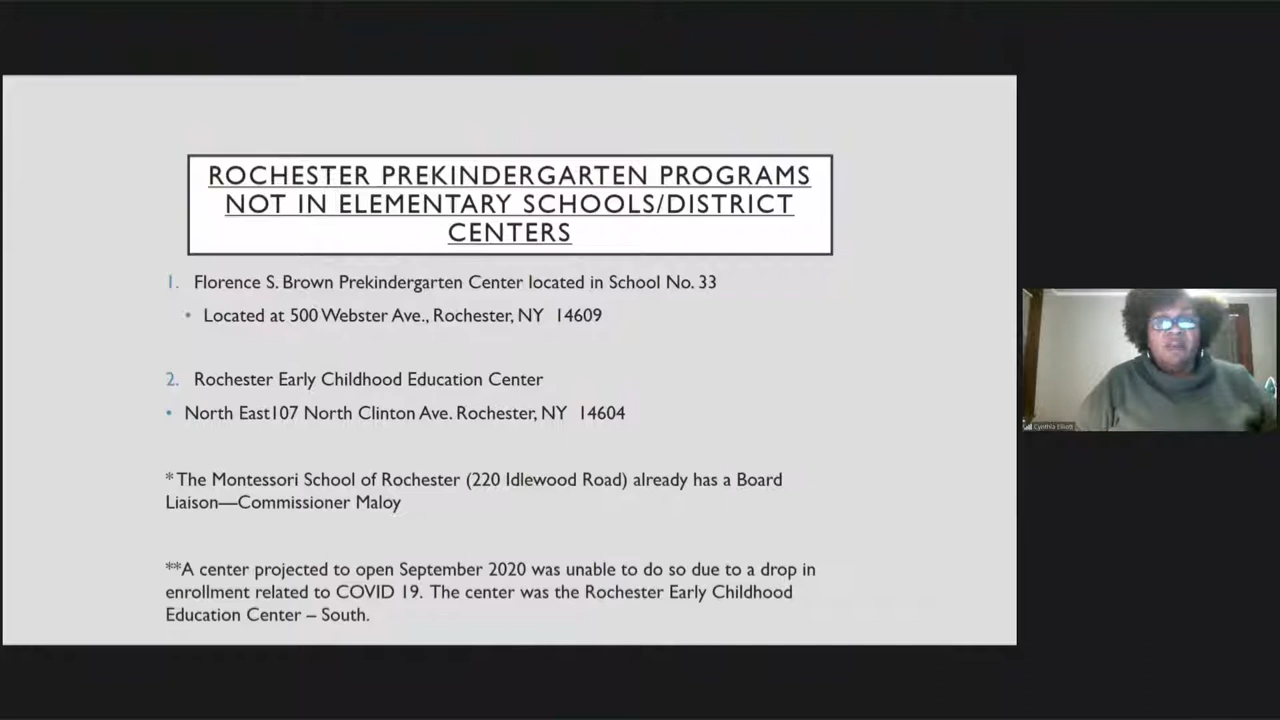 ROCHESTER PREKINDERGARTEN PROGRAMS
NOT IN ELEMENTARY SCHOOLS/DISTRICT
CENTERS
1. Florence S. Brown Prekindergarten Center located in School No. 33
• Located at 500 Webster Ave., Rochester, NY 14609
2. Rochester Early Childhood Education Center
• North East107 North Clinton Ave. Rochester, NY 14604
* The Montessori School of Rochester (220 Idlewood Road) already has a Board
Liaison—Commissioner Maloy
**A center projected to open September 2020 was unable to do so due to a drop in
enrollment related to COVID 19. The center was the Rochester Early Childhood
Education Center – South.
Cynthia Elliott